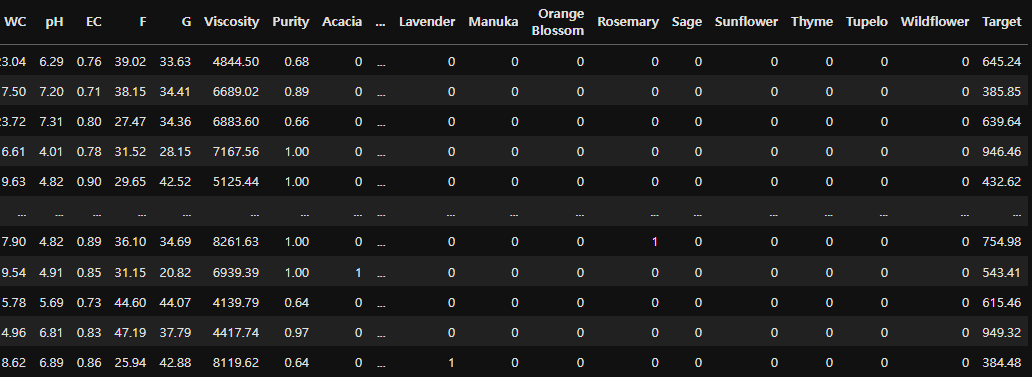 WC pH EC F G Viscosity Purity Acacia ... Lavender Manuka Orange Blossom Rosemary Sage Sunflower Thyme Tupelo Wildflower Target
3.04 6.29 0.76 39.02 33.63 4844.50 0.68 0 ... 0 0 0 0 0 0 0 0 0 645.24
7.50 7.20 0.71 38.15 34.41 6689.02 0.89 0 ... 0 0 0 0 0 0 0 0 0 385.85
3.72 7.31 0.80 27.47 34.36 6883.60 0.66 0 ... 0 0 0 0 0 0 0 0 0 639.64
6.61 4.01 0.78 31.52 28.15 7167.56 1.00 0 ... 0 0 0 0 0 0 0 0 0 946.46
9.63 4.82 0.90 29.65 42.52 5125.44 1.00 0 ... 0 0 0 0 0 0 0 0 0 432.62
... ... ... ... ... ... ... ... ... ... ... ... ... ... ... ... ... ... ...
7.90 4.82 0.89 36.10 34.69 8261.63 1.00 0 ... 0 0 0 1 0 0 0 0 0 754.98
9.54 4.91 0.85 31.15 20.82 6939.39 1.00 1 ... 0 0 0 0 0 0 0 0 0 543.41
5.78 5.69 0.73 44.60 44.07 4139.79 0.64 0 ... 0 0 0 0 0 0 0 0 0 615.46
4.96 6.81 0.83 47.19 37.79 4417.74 0.97 0 ... 0 0 0 0 0 0 0 0 0 949.32
8.62 6.89 0.86 25.94 42.88 8119.62 0.64 0 ... 1 0 0 0 0 0 0 0 0 384.48